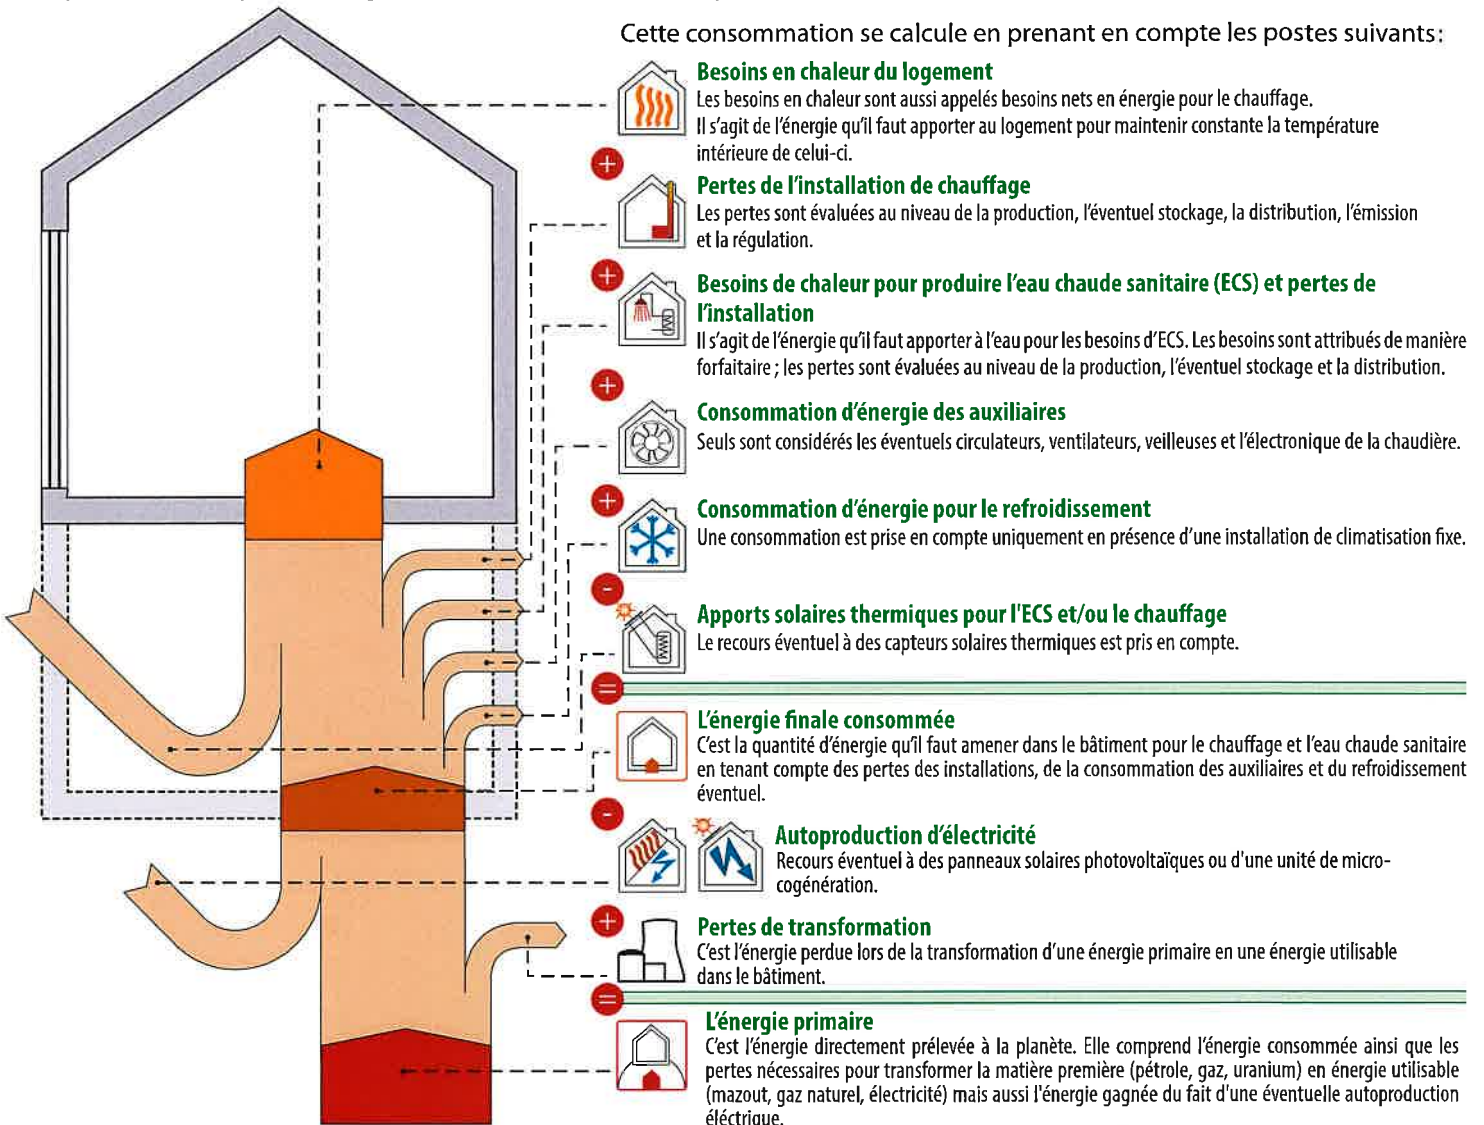 Cette consommation se calcule en prenant en compte les postes suivants:
Besoins en chaleur du logement
Les besoins en chaleur sont aussi appelés besoins nets en énergie pour le chauffage.
Il s'agit de l'énergie qu'il faut apporter au logement pour maintenir constante la température
intérieure de celui-ci.
+
Pertes de l'installation de chauffage
Les pertes sont évaluées au niveau de la production, l'éventuel stockage, la distribution, l'émission
et la régulation.
+
Besoins de chaleur pour produire l'eau chaude sanitaire (ECS) et pertes de
l'installation
Il s'agit de l'énergie qu'il faut apporter à l'eau pour les besoins d'ECS. Les besoins sont attribués de manière
forfaitaire ; les pertes sont évaluées au niveau de la production, l'éventuel stockage et la distribution.
+
Consommation d'énergie des auxiliaires
Seuls sont considérés les éventuels circulateurs, ventilateurs, veilleuses et l'électronique de la chaudière.
+
Consommation d'énergie pour le refroidissement
Une consommation est prise en compte uniquement en présence d'une installation de climatisation fixe.
-
Apports solaires thermiques pour l'ECS et/ou le chauffage
Le recours éventuel à des capteurs solaires thermiques est pris en compte.
=
L'énergie finale consommée
C'est la quantité d'énergie qu'il faut amener dans le bâtiment pour le chauffage et l'eau chaude sanitaire
en tenant compte des pertes des installations, de la consommation des auxiliaires et du refroidissement
éventuel.
-
Autoproduction d'électricité
Recours éventuel à des panneaux solaires photovoltaïques ou d'une unité de micro-
cogénération.
+
Pertes de transformation
C'est l'énergie perdue lors de la transformation d'une énergie primaire en une énergie utilisable
dans le bâtiment.
=
L'énergie primaire
C'est l'énergie directement prélevée à la planète. Elle comprend l'énergie consommée ainsi que les
pertes nécessaires pour transformer la matière première (pétrole, gaz, uranium) en énergie utilisable
(mazout, gaz naturel, électricité) mais aussi l'énergie gagnée du fait d'une éventuelle autoproduction
éléctrique.